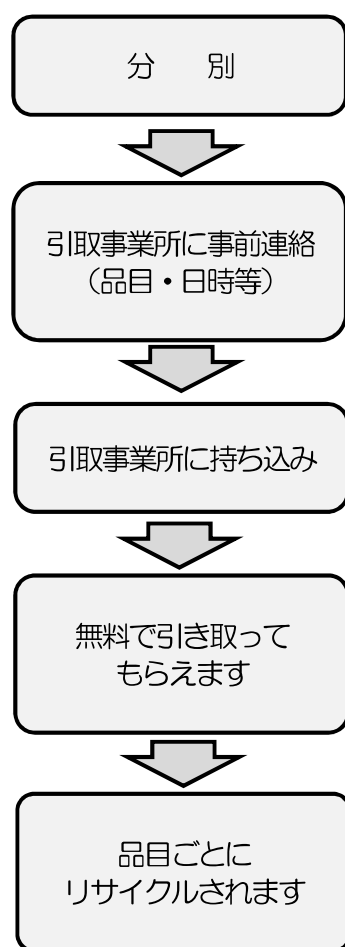 分　別
引取事業所に事前連絡
（品目・日時等）
引取事業所に持ち込み
無料で引き取って
もらえます
品目ごとに
リサイクルされます